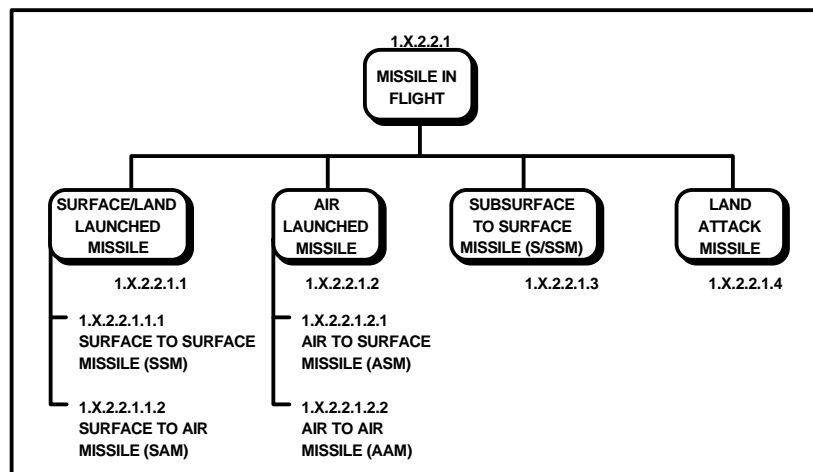 1.X.2.2.1
MISSILE IN
FLIGHT
SURFACE/LAND
LAUNCHED
MISSILE
1.X.2.2.1.1
AIR
LAUNCHED
MISSILE
1.X.2.2.1.2
SUBSURFACE
TO SURFACE
MISSILE (S/SSM)
1.X.2.2.1.3
LAND
ATTACK
MISSILE
1.X.2.2.1.4
1.X.2.2.1.1.1
SURFACE TO SURFACE
MISSILE (SSM)
1.X.2.2.1.1.2
SURFACE TO AIR
MISSILE (SAM)
1.X.2.2.1.2.1
AIR TO SURFACE
MISSILE (ASM)
1.X.2.2.1.2.2
AIR TO AIR
MISSILE (AAM)